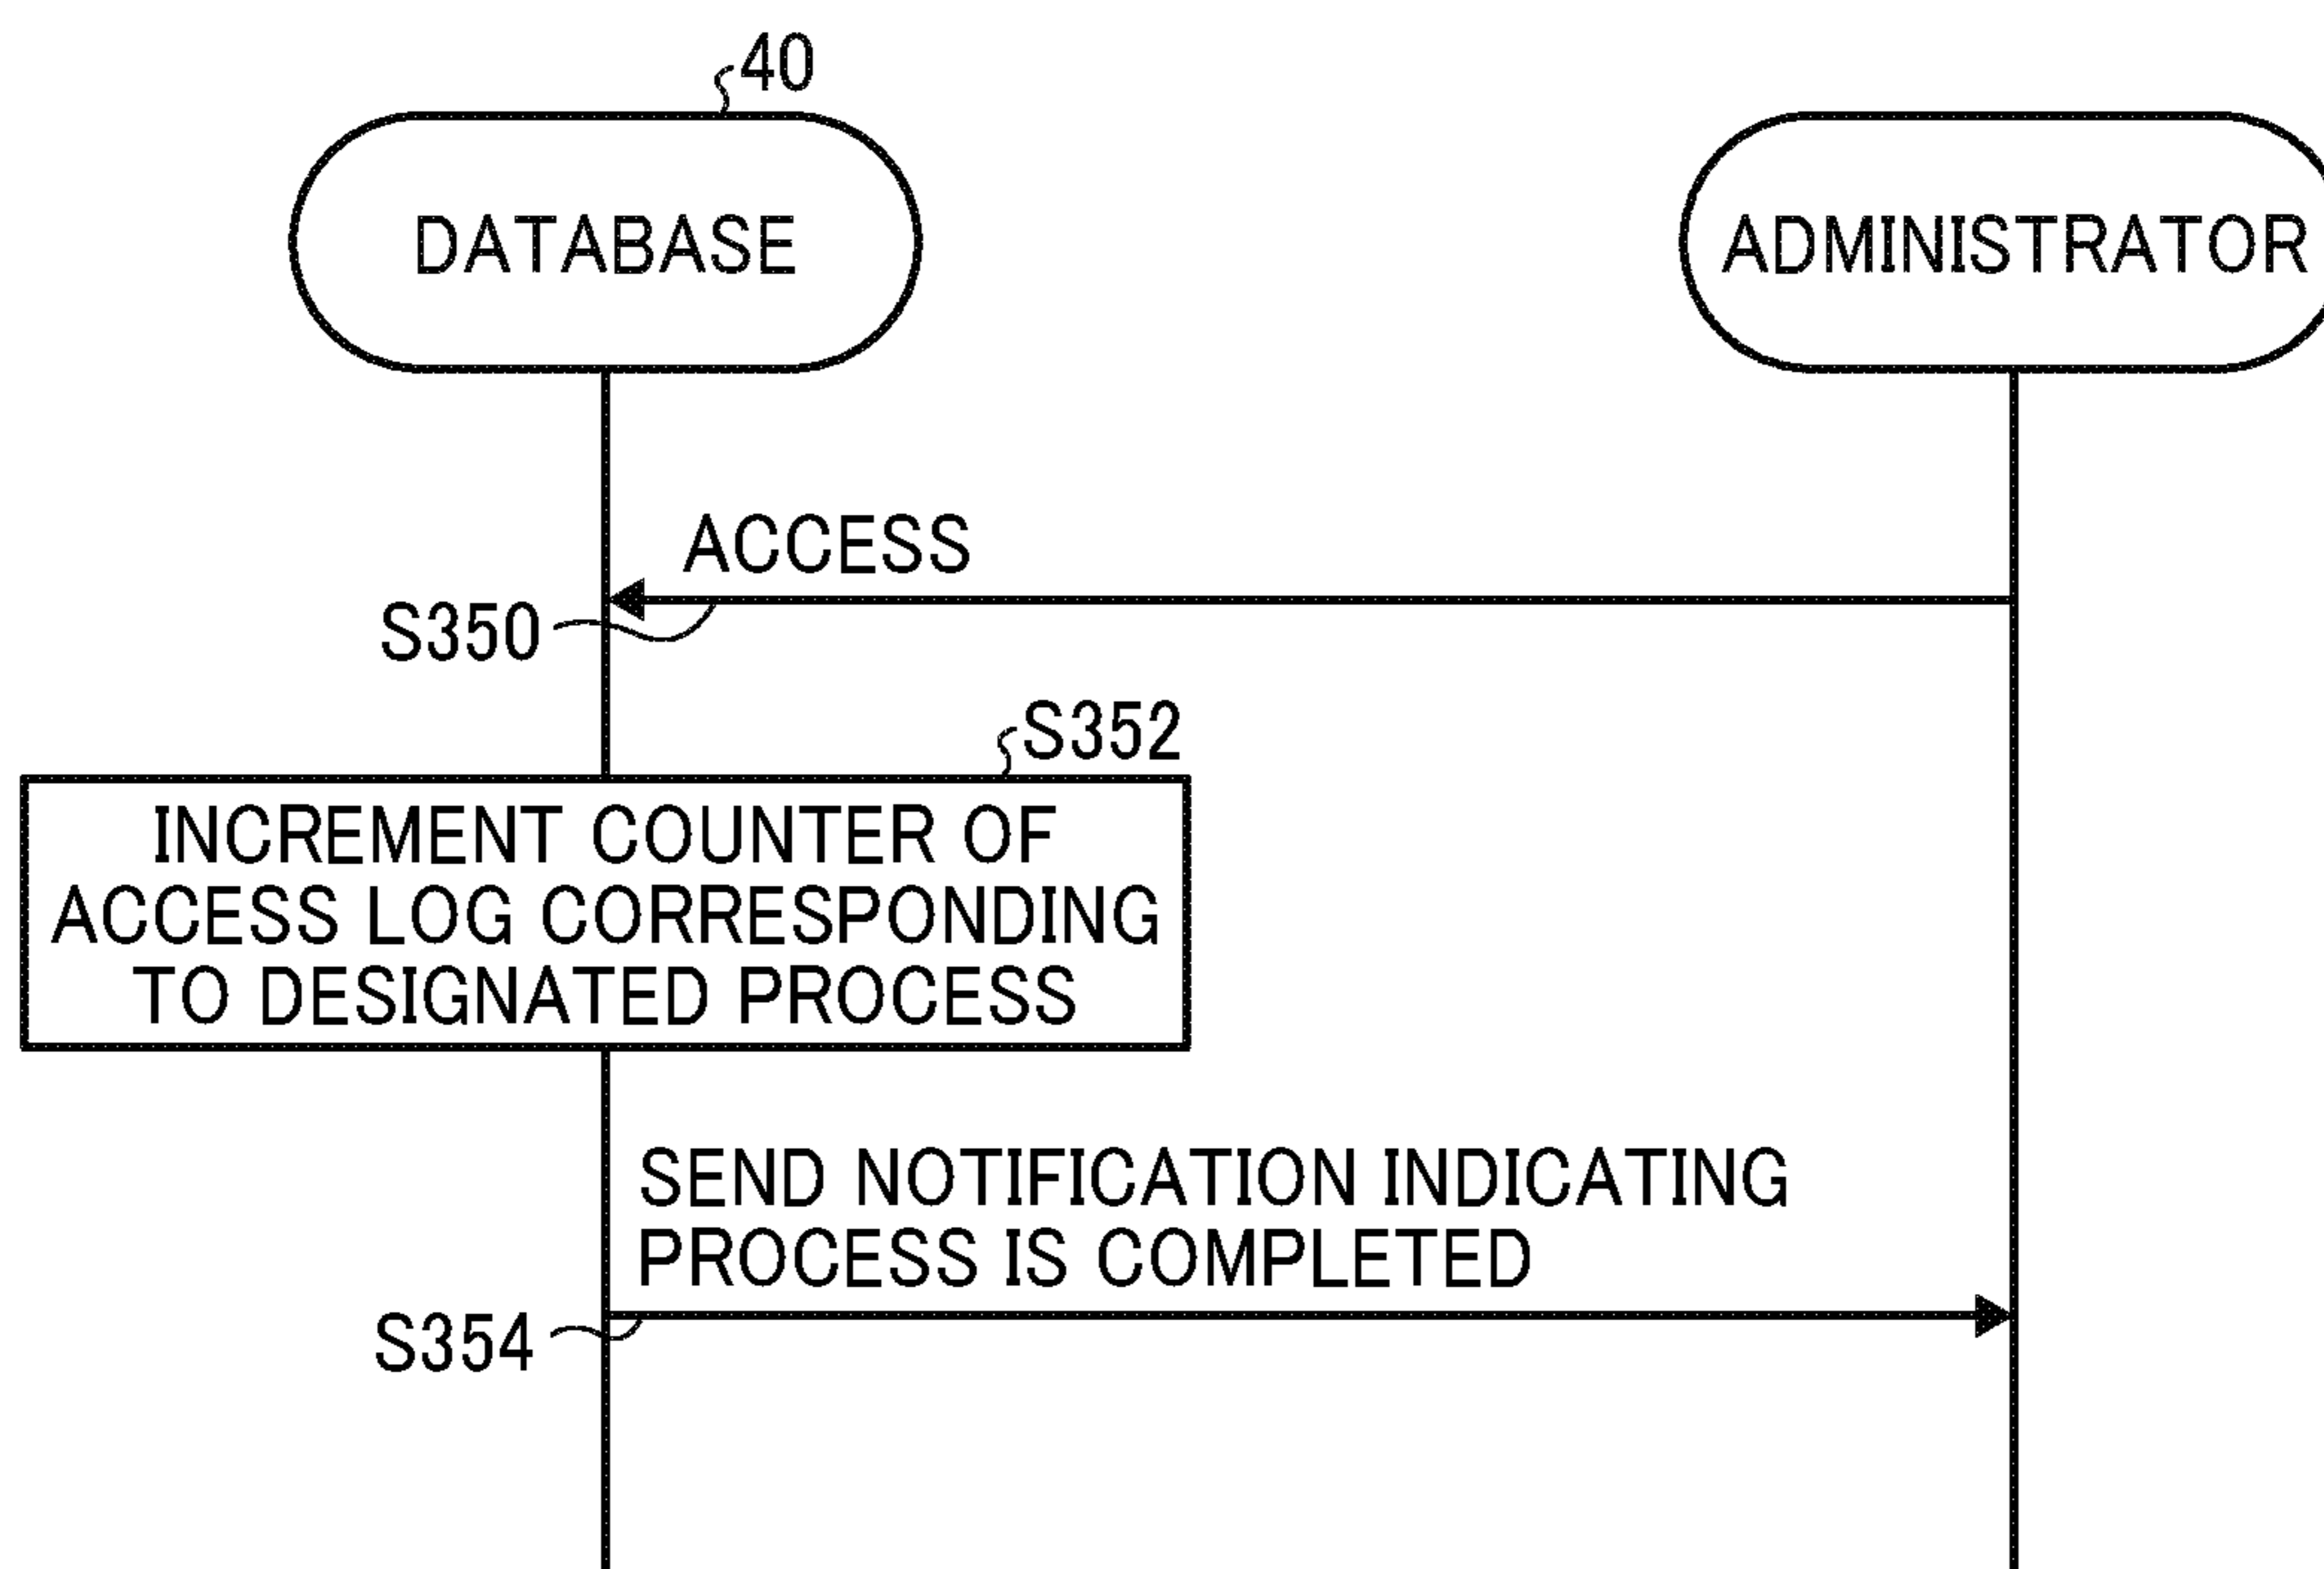 40
DATABASE
ADMINISTRATOR
ACCESS
S350
S352
INCREMENT COUNTER OF
ACCESS LOG CORRESPONDING
TO DESIGNATED PROCESS
SEND NOTIFICATION INDICATING
PROCESS IS COMPLETED
S354